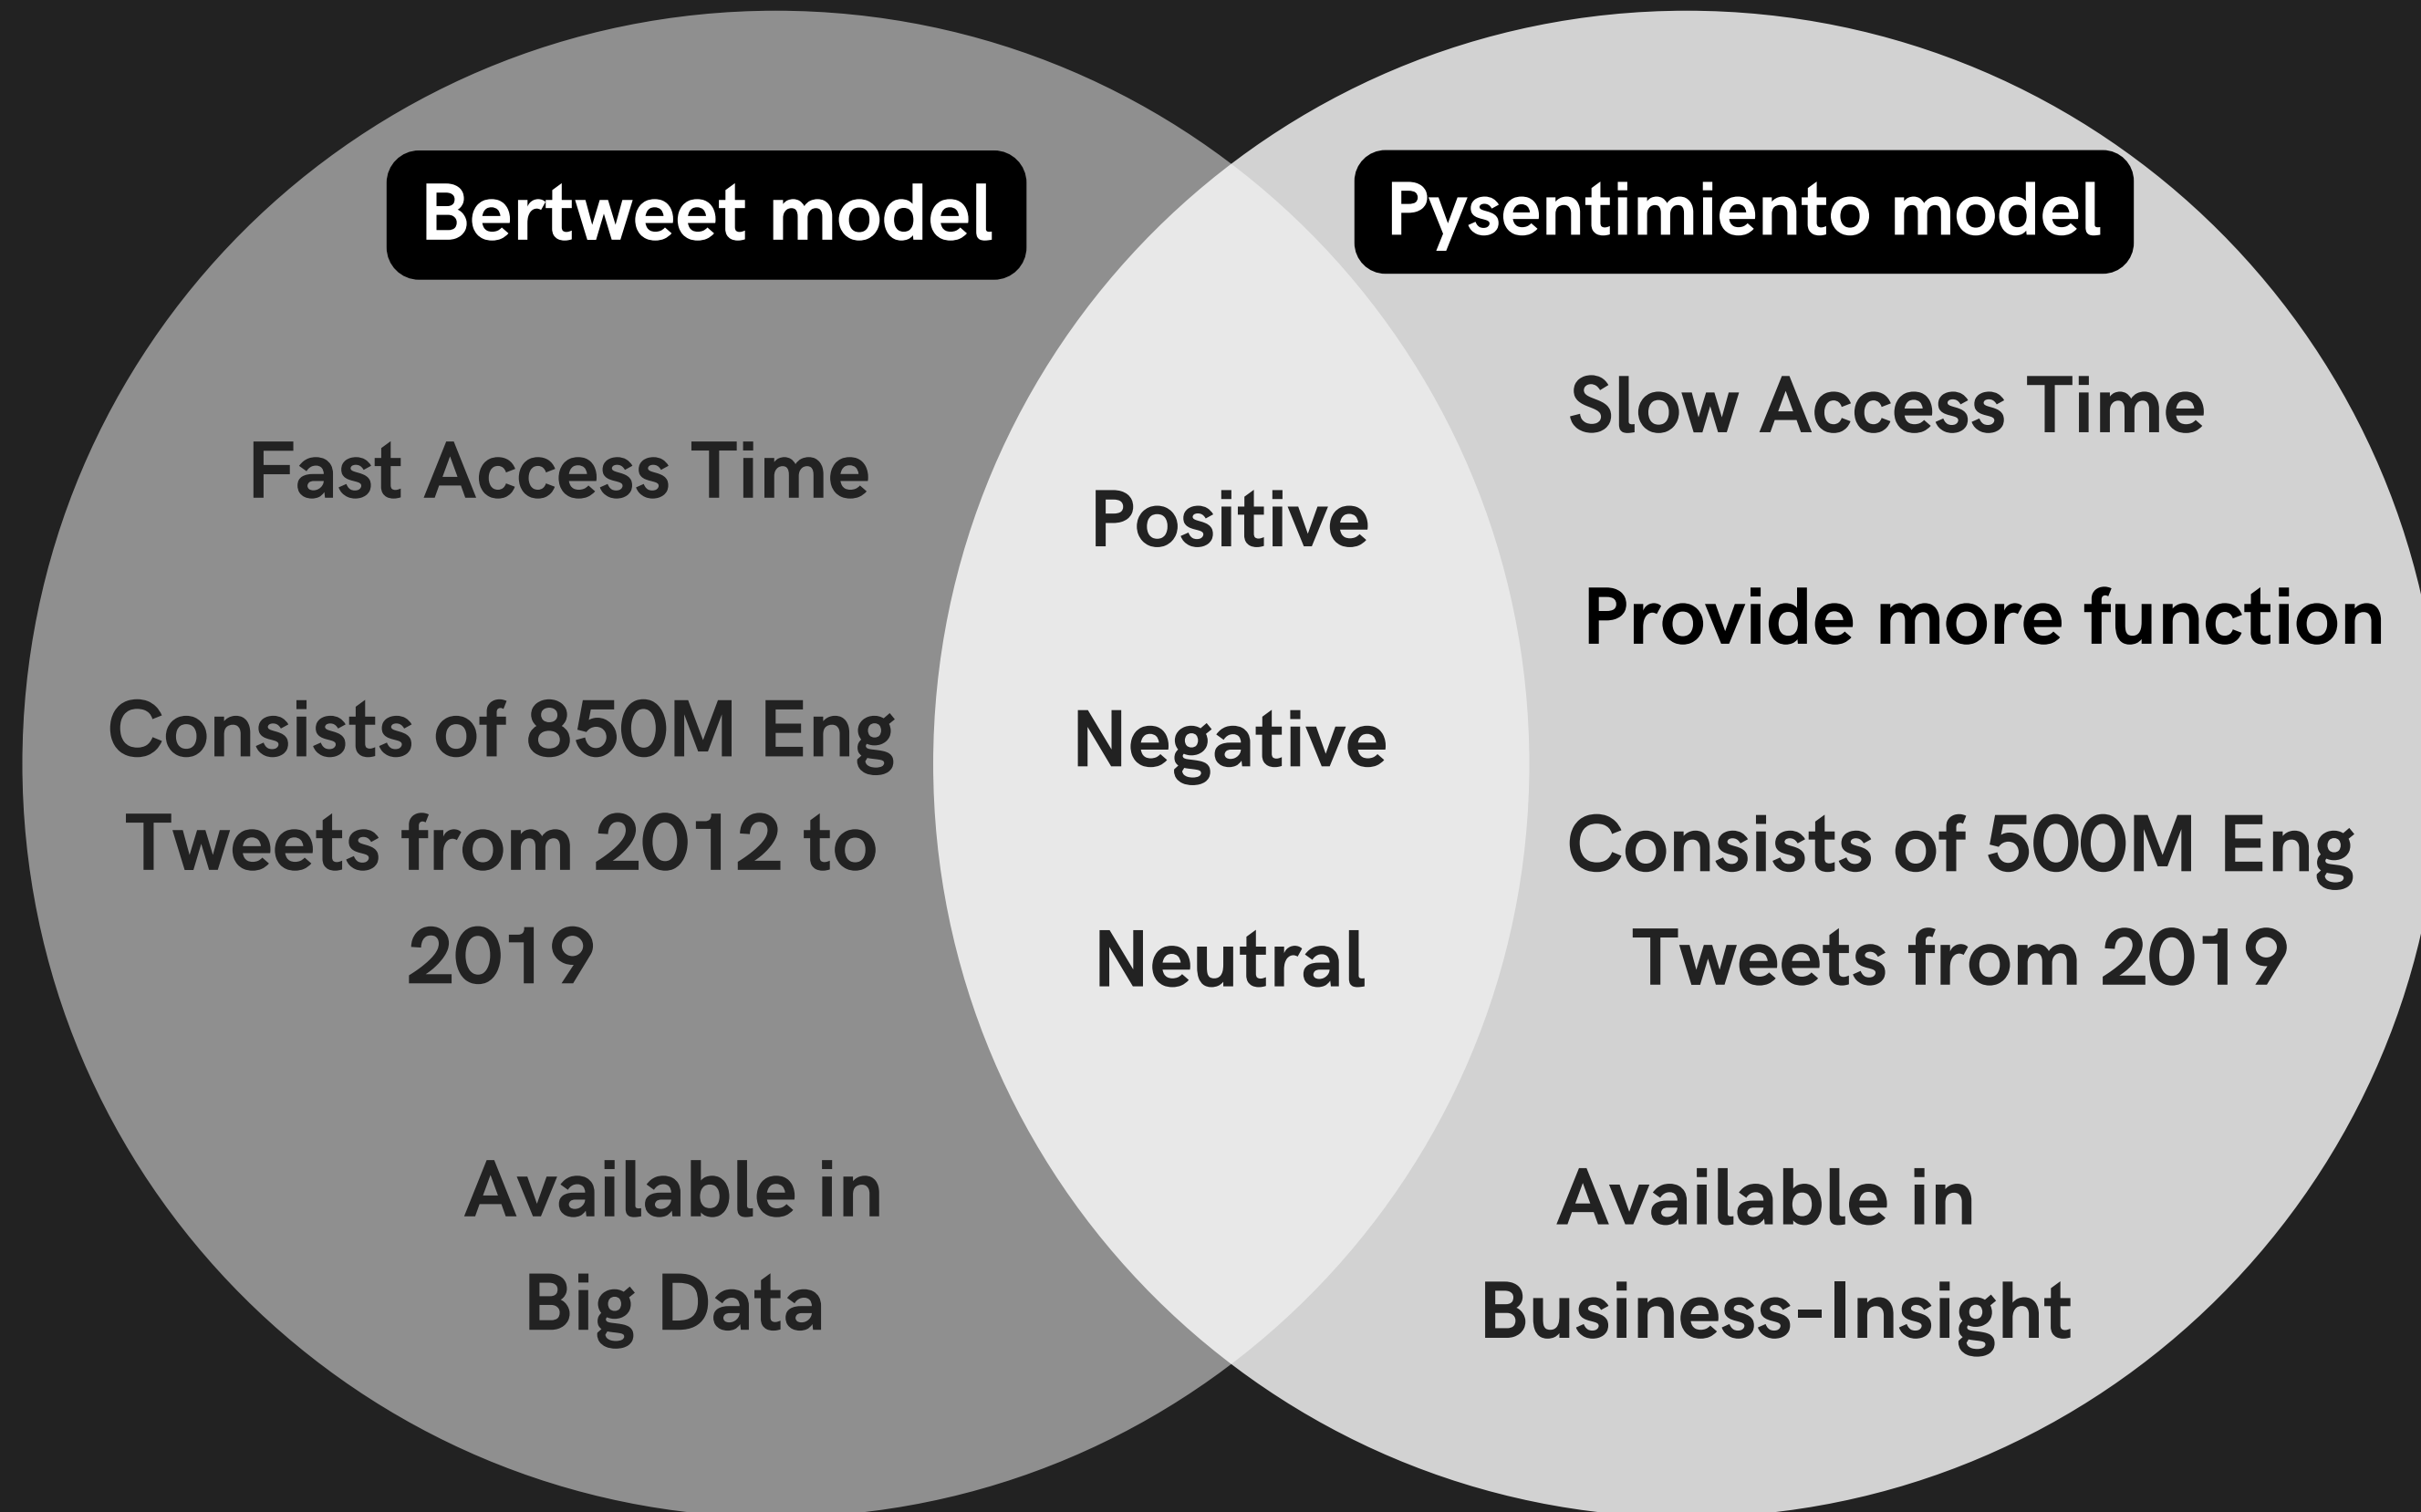 Bertweet model
Fast Access Time
Consists of 850M Eng
Tweets from 2012 to
2019
Available in
Big Data
Positive
Negative
Neutral
Pysentimiento model
Slow Access Time
Provide more function
Consists of 500M Eng
Tweets from 2019
Available in
Business-Insight